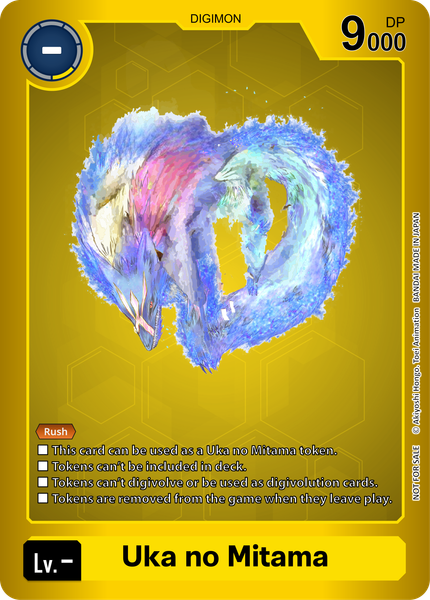 DIGIMON
–
DP
9000
Rush
■ This card can be used as a Uka no Mitama token.
■ Tokens can't be included in deck.
■ Tokens can't digivolve or be used as digivolution cards.
■ Tokens are removed from the game when they leave play.
NOT FOR SALE © Akiyoshi Hongo, Toei Animation BANDAI MADE IN JAPAN
Lv.–
Uka no Mitama